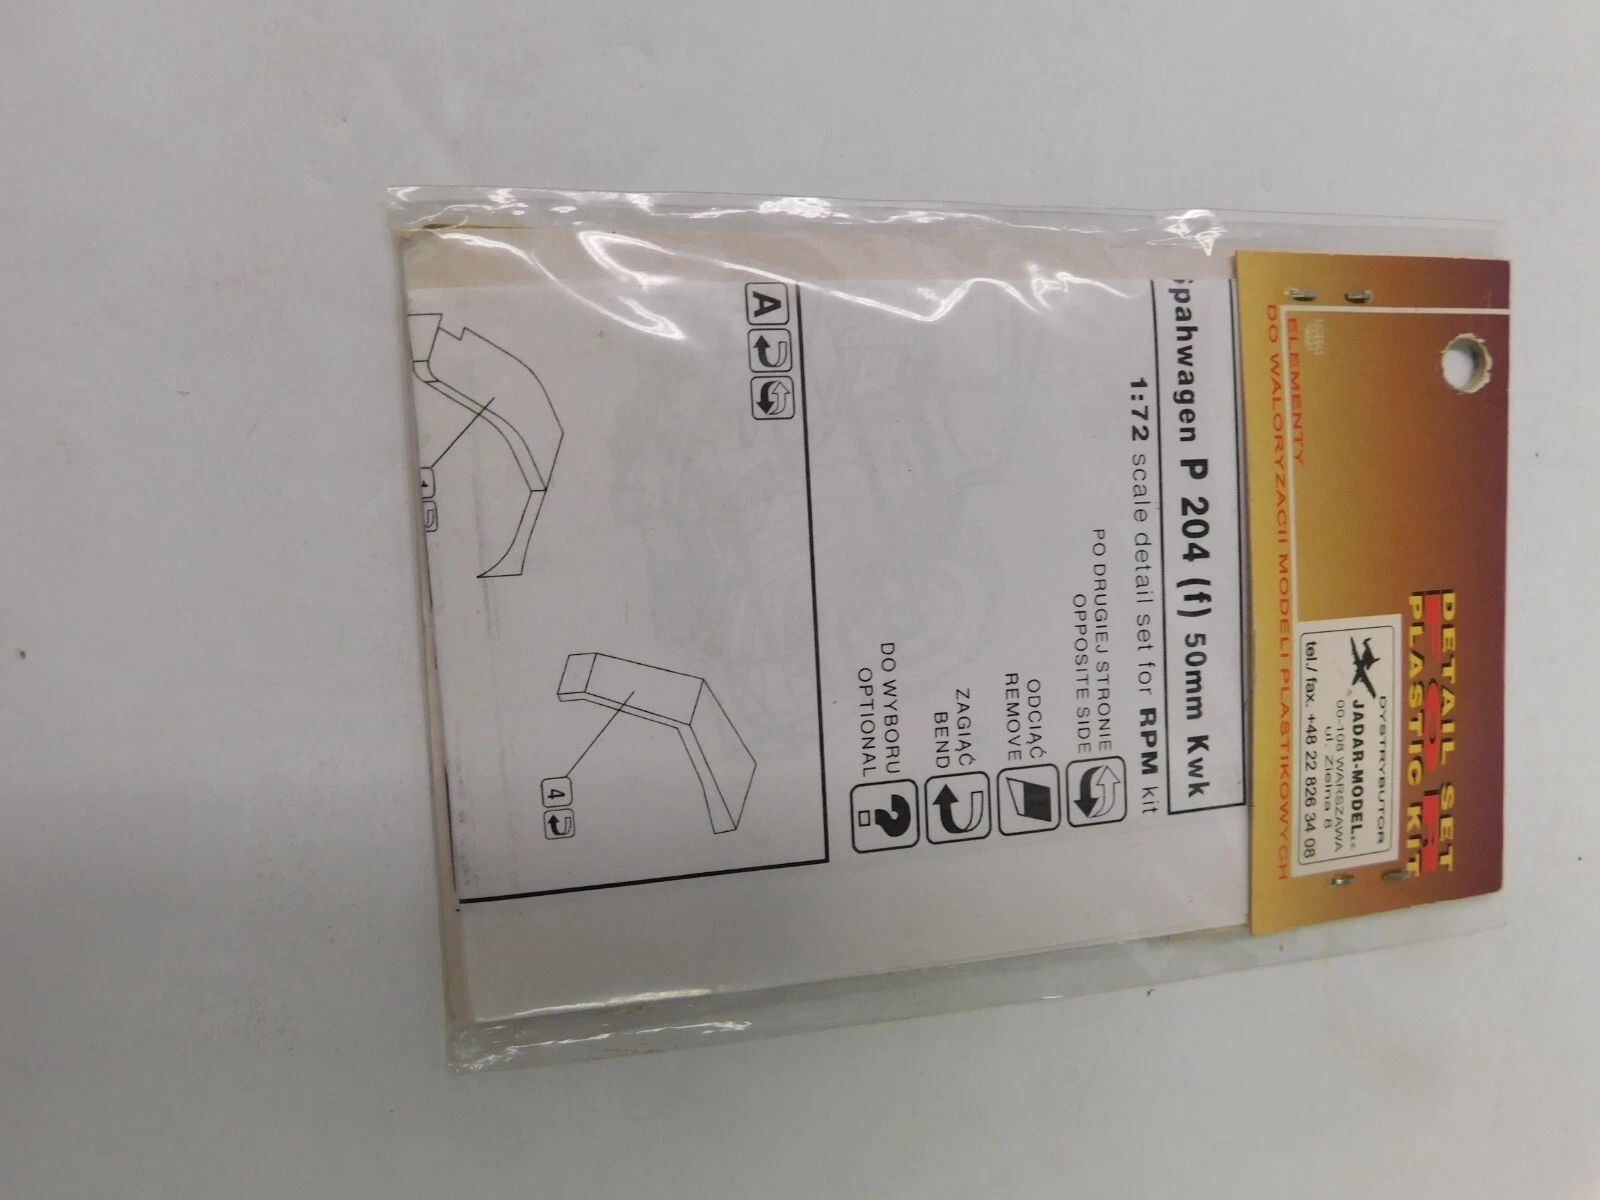 DETAIL SET
FOR
PLASTIC KIT
DYSTRYBUTOR
JADAR-MODEL s.c.
00-108 WARSZAWA
ul. Zielna 8
tel./ fax. +48 22 826 34 08
ELEMENTY
DO WALORYZACJI MODELI PLASTIKOWYCH
Spahwagen P 204 (f) 50mm Kwk
1:72 scale detail set for RPM kit
PO DRUGIEJ STRONIE
OPPOSITE SIDE
ODCIĄĆ
REMOVE
ZAGIĄĆ
BEND
DO WYBORU
OPTIONAL
?
A
4